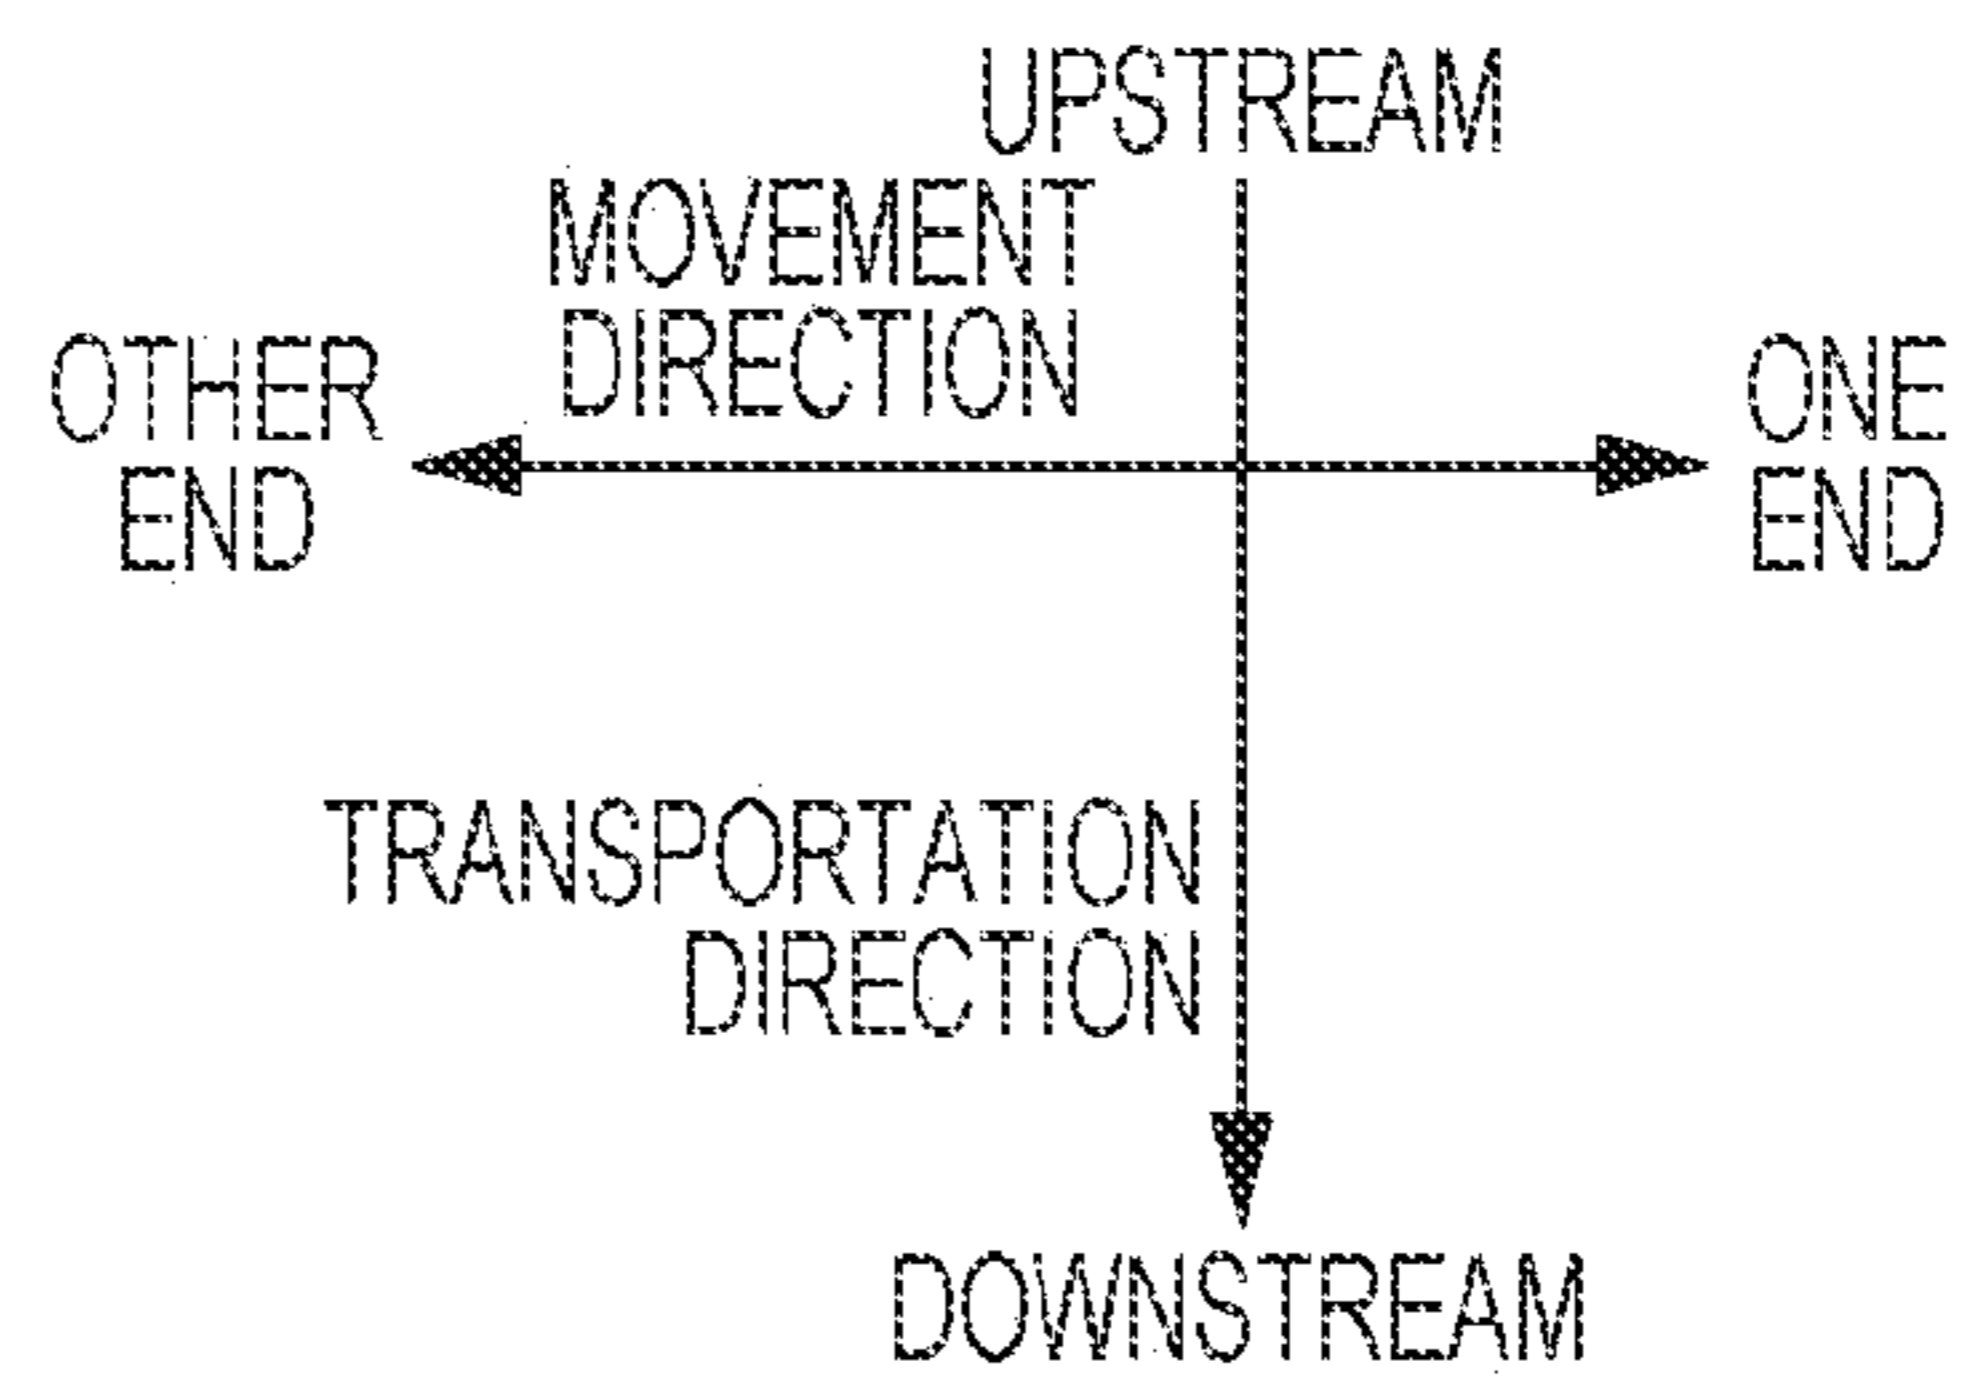 UPSTREAM
MOVEMENT
DIRECTION
OTHER
END
ONE
END
TRANSPORTATION
DIRECTION
DOWNSTREAM